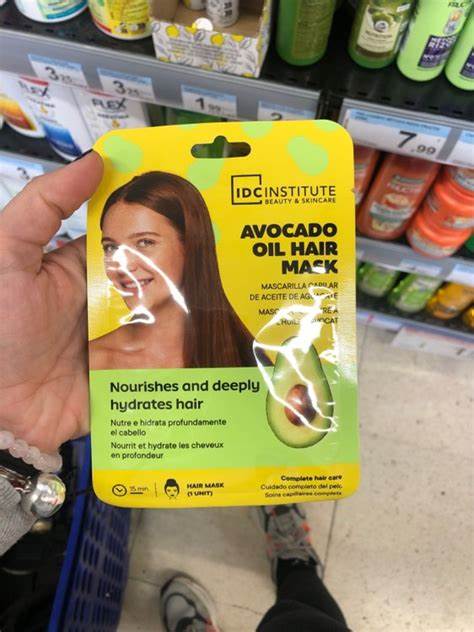 3,25
3,25
1,99
7,99
FLEX
FLEX
IDC INSTITUTE
BEAUTY & SKINCARE
AVOCADO
OIL HAIR
MASK
MASCARILLA CAPILAR
DE ACEITE DE AGUACATE
Nourishes and deeply
hydrates hair
Nutre e hidrata profundamente
el cabello
Nourrit et hydrate les cheveux
en profondeur
15 min.
HAIR MASK
(1 UNIT)
Complete hair care
Cuidado completo del pelo
Soins capillaires complets